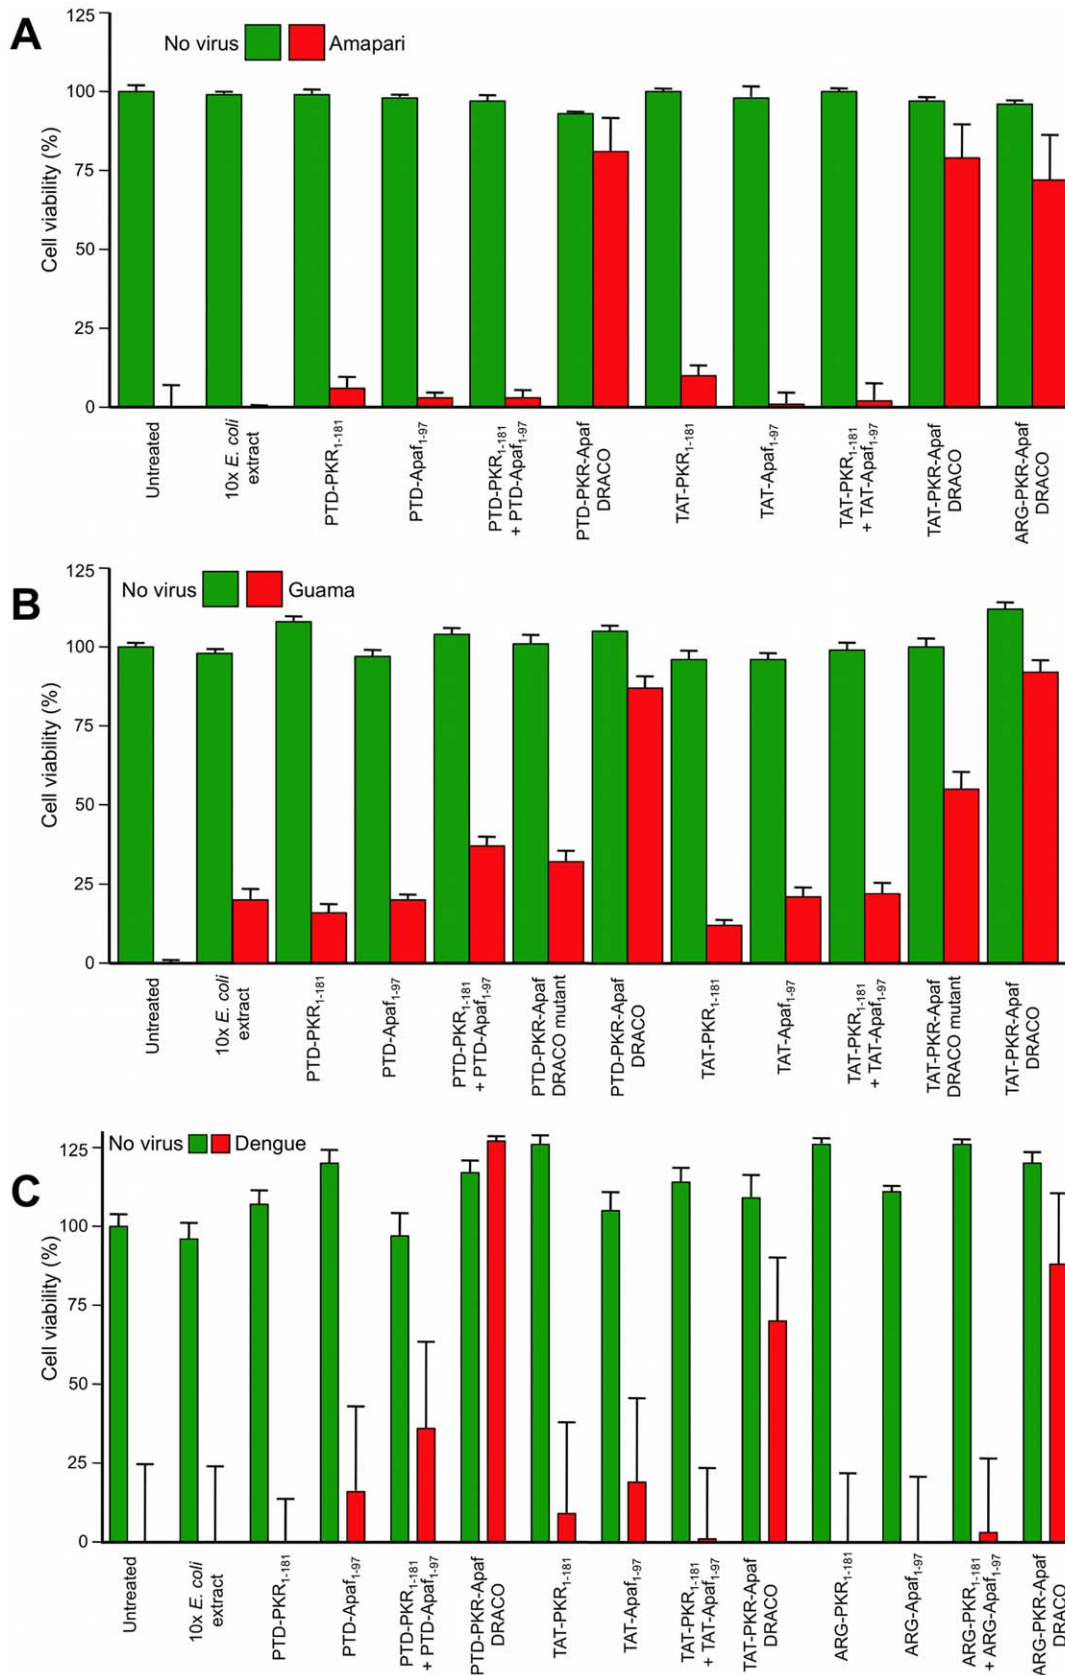 A
No virus Amapari
Cell viability (%)
125
100
75
50
25
0
Untreated
10x E. coli
extract
PTD-PKR1-181
PTD-Apaf1-97
PTD-PKR1-181
+ PTD-Apaf1-97
PTD-PKR-Apaf
DRACO
TAT-PKR1-181
TAT-Apaf1-97
TAT-PKR1-181
+ TAT-Apaf1-97
TAT-PKR-Apaf
DRACO
ARG-PKR-Apaf
DRACO
B
No virus Guama
Cell viability (%)
125
100
75
50
25
0
Untreated
10x E. coli
extract
PTD-PKR1-181
PTD-Apaf1-97
PTD-PKR1-181
+ PTD-Apaf1-97
PTD-PKR-Apaf
DRACO mutant
PTD-PKR-Apaf
DRACO
TAT-PKR1-181
TAT-Apaf1-97
TAT-PKR1-181
+ TAT-Apaf1-97
TAT-PKR-Apaf
DRACO mutant
TAT-PKR-Apaf
DRACO
C
No virus Dengue
Cell viability (%)
125
100
75
50
25
0
Untreated
10x E. coli
extract
PTD-PKR1-181
PTD-Apaf1-97
PTD-PKR1-181
+ PTD-Apaf1-97
PTD-PKR-Apaf
DRACO
TAT-PKR1-181
TAT-Apaf1-97
TAT-PKR1-181
+ TAT-Apaf1-97
TAT-PKR-Apaf
DRACO
ARG-PKR1-181
ARG-Apaf1-97
ARG-PKR1-181
+ ARG-Apaf1-97
ARG-PKR-Apaf
DRACO